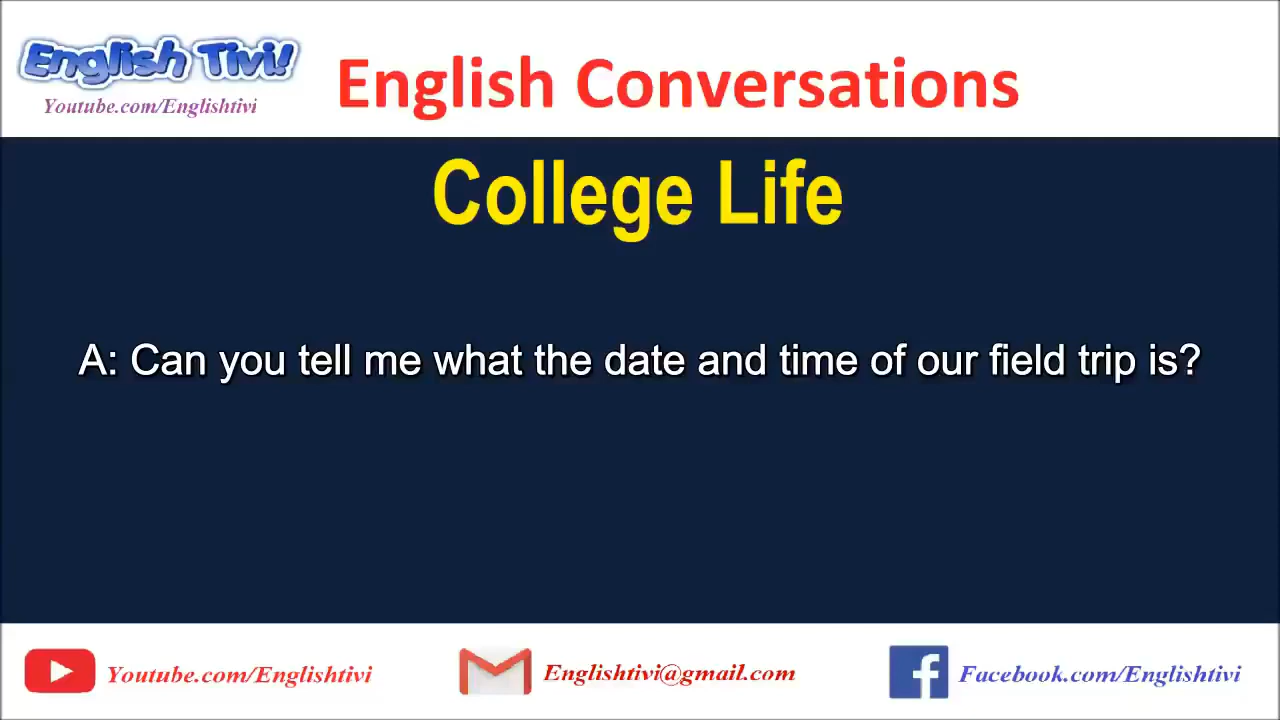 English Tivi!
Youtube.com/Englishtivi
English Conversations
College Life
A: Can you tell me what the date and time of our field trip is?
Youtube.com/Englishtivi
Englishtivi@gmail.com
Facebook.com/Englishtivi